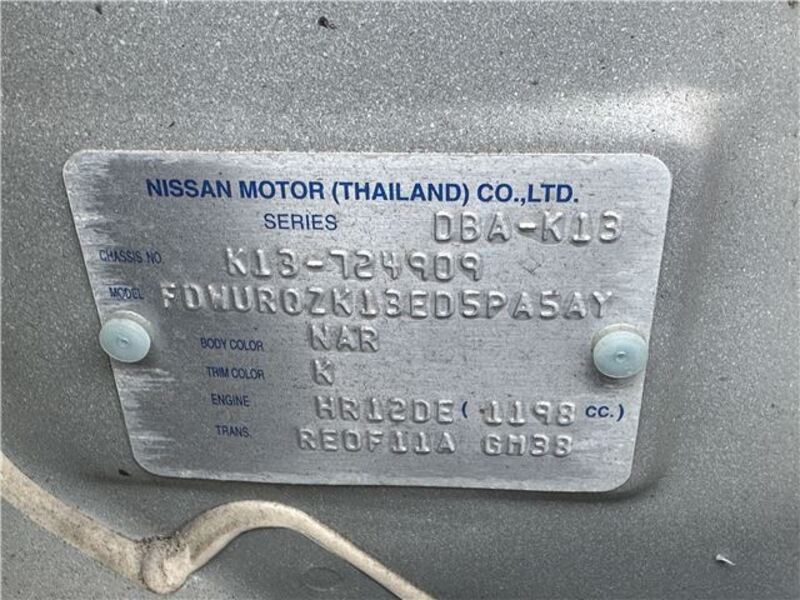 NISSAN MOTOR (THAILAND) CO.,LTD.
SERIES DBA-K13
CHASSIS NO. K13-724909
MODEL FDWURQZK13ED5PA5AY
BODY COLOR NAR
TRIM COLOR K
ENGINE HR12DE ( 1198 CC.)
TRANS. RE0F11A GM38